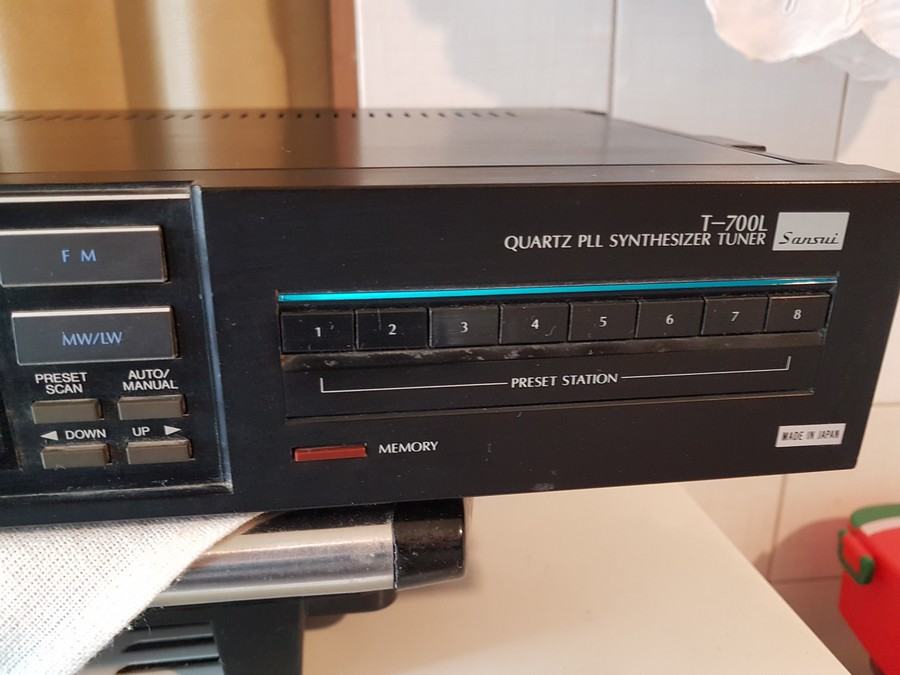 T-700L
QUARTZ PLL SYNTHESIZER TUNER
Sansui
FM
MW/LW
PRESET SCAN
AUTO/MANUAL
◀ DOWN UP ▶
1 2 3 4 5 6 7 8
PRESET STATION
MEMORY
MADE IN JAPAN